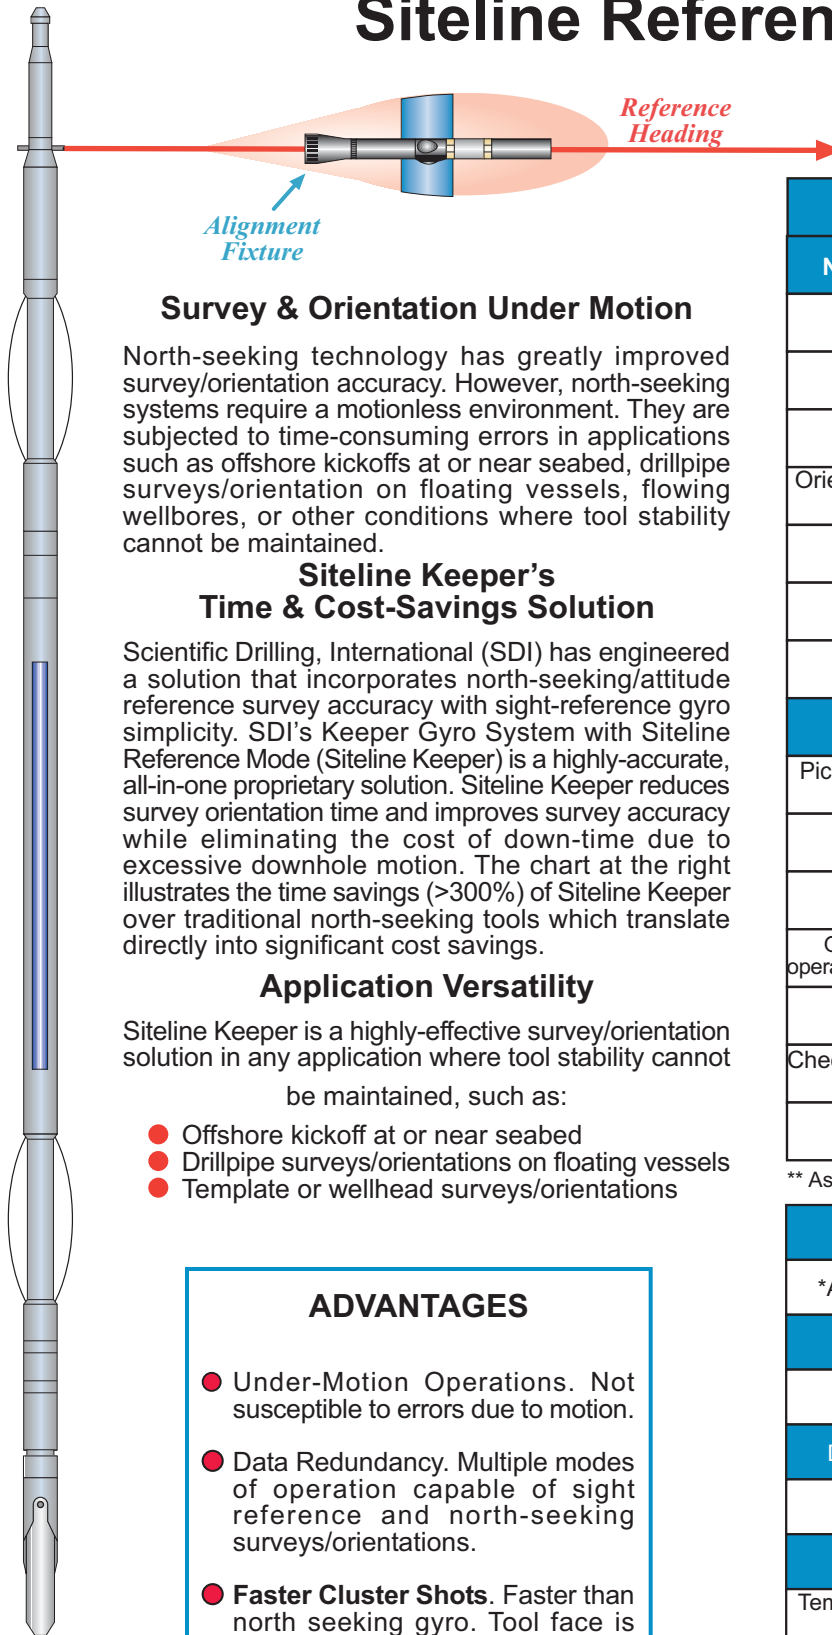 Siteline Referen
Reference
Heading
Alignment
Fixture
Survey & Orientation Under Motion
North-seeking technology has greatly improved
survey/orientation accuracy. However, north-seeking
systems require a motionless environment. They are
subjected to time-consuming errors in applications
such as offshore kickoffs at or near seabed, drillpipe
surveys/orientation on floating vessels, flowing
wellbores, or other conditions where tool stability
cannot be maintained.
Siteline Keeper's
Time & Cost-Savings Solution
Scientific Drilling, International (SDI) has engineered
a solution that incorporates north-seeking/attitude
reference survey accuracy with sight-reference gyro
simplicity. SDI's Keeper Gyro System with Siteline
Reference Mode (Siteline Keeper) is a highly-accurate,
all-in-one proprietary solution. Siteline Keeper reduces
survey orientation time and improves survey accuracy
while eliminating the cost of down-time due to
excessive downhole motion. The chart at the right
illustrates the time savings (>300%) of Siteline Keeper
over traditional north-seeking tools which translate
directly into significant cost savings.
Application Versatility
Siteline Keeper is a highly-effective survey/orientation
solution in any application where tool stability cannot
be maintained, such as:
Offshore kickoff at or near seabed
Drillpipe surveys/orientations on floating vessels
Template or wellhead surveys/orientations
ADVANTAGES
Under-Motion Operations. Not
susceptible to errors due to motion.
Data Redundancy. Multiple modes
of operation capable of sight
reference and north-seeking
surveys/orientations.
Faster Cluster Shots. Faster than
north seeking gyro. Tool face is
N
Orie
Pic
opera
Chec
** As
*A
D
Tem